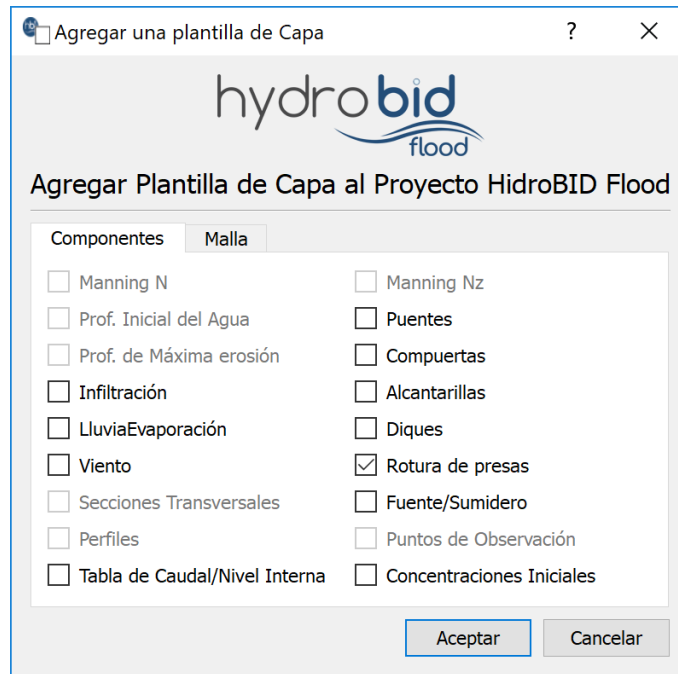 Agregar una plantilla de Capa
?
hydrobid
flood
Agregar Plantilla de Capa al Proyecto HidroBID Flood
Componentes
Malla
Manning N
Manning Nz
Prof. Inicial del Agua
Puentes
Prof. de Máxima erosión
Compuertas
Infiltración
Alcantarillas
LluviaEvaporación
Diques
Viento
Rotura de presas
Secciones Transversales
Fuente/Sumidero
Perfiles
Puntos de Observación
Tabla de Caudal/Nivel Interna
Concentraciones Iniciales
Aceptar
Cancelar